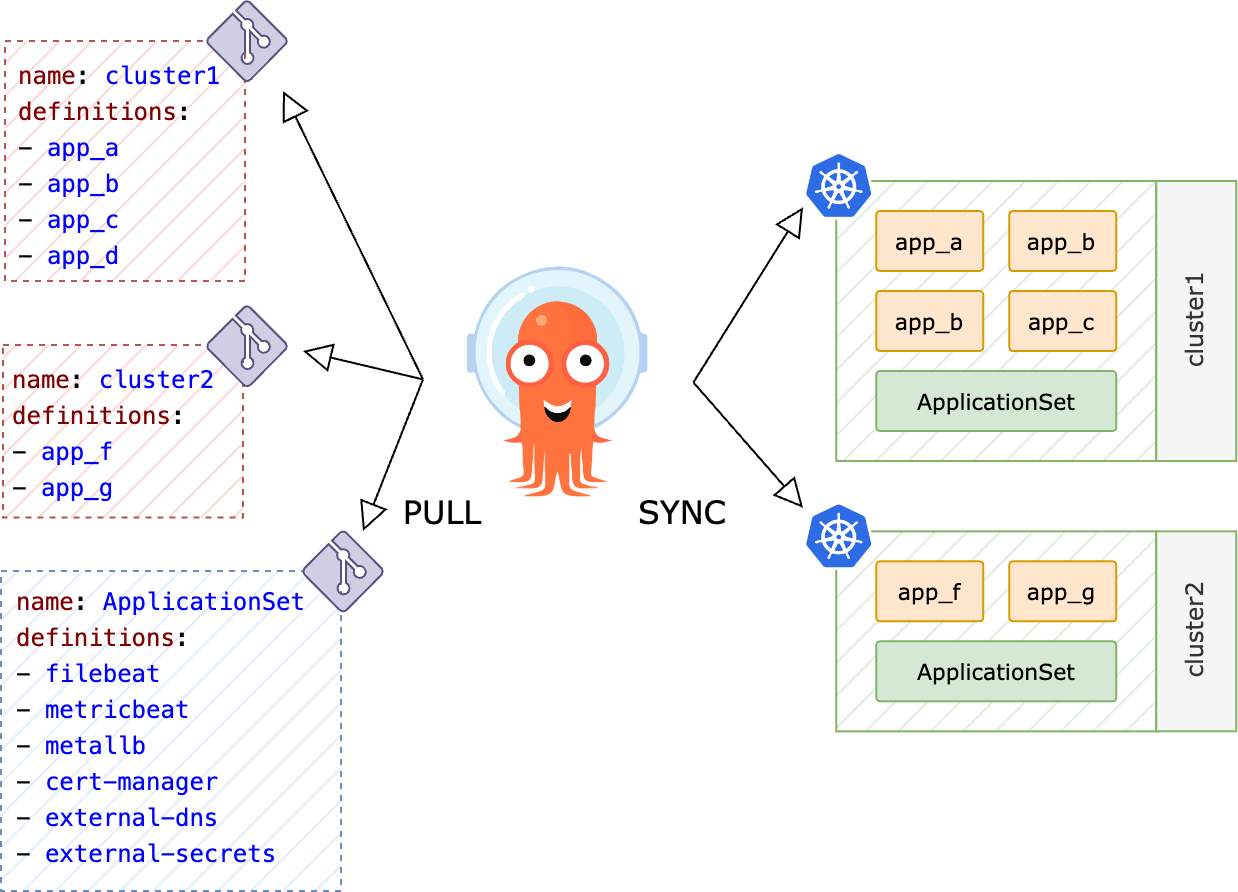 name: cluster1
definitions:
- app_a
- app_b
- app_c
- app_d
name: cluster2
definitions:
- app_f
- app_g
name: ApplicationSet
definitions:
- filebeat
- metricbeat
- metallb
- cert-manager
- external-dns
- external-secrets
PULL
SYNC
app_a
app_b
app_b
app_c
ApplicationSet
cluster1
app_f
app_g
ApplicationSet
cluster2